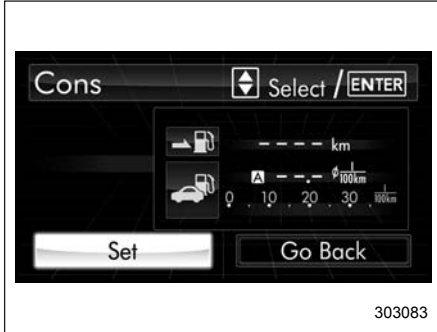 Cons Select / ENTER
---- km
A --.- ø l/100km
0 . 10 . 20 . 30 . l/100km
Set Go Back
303083